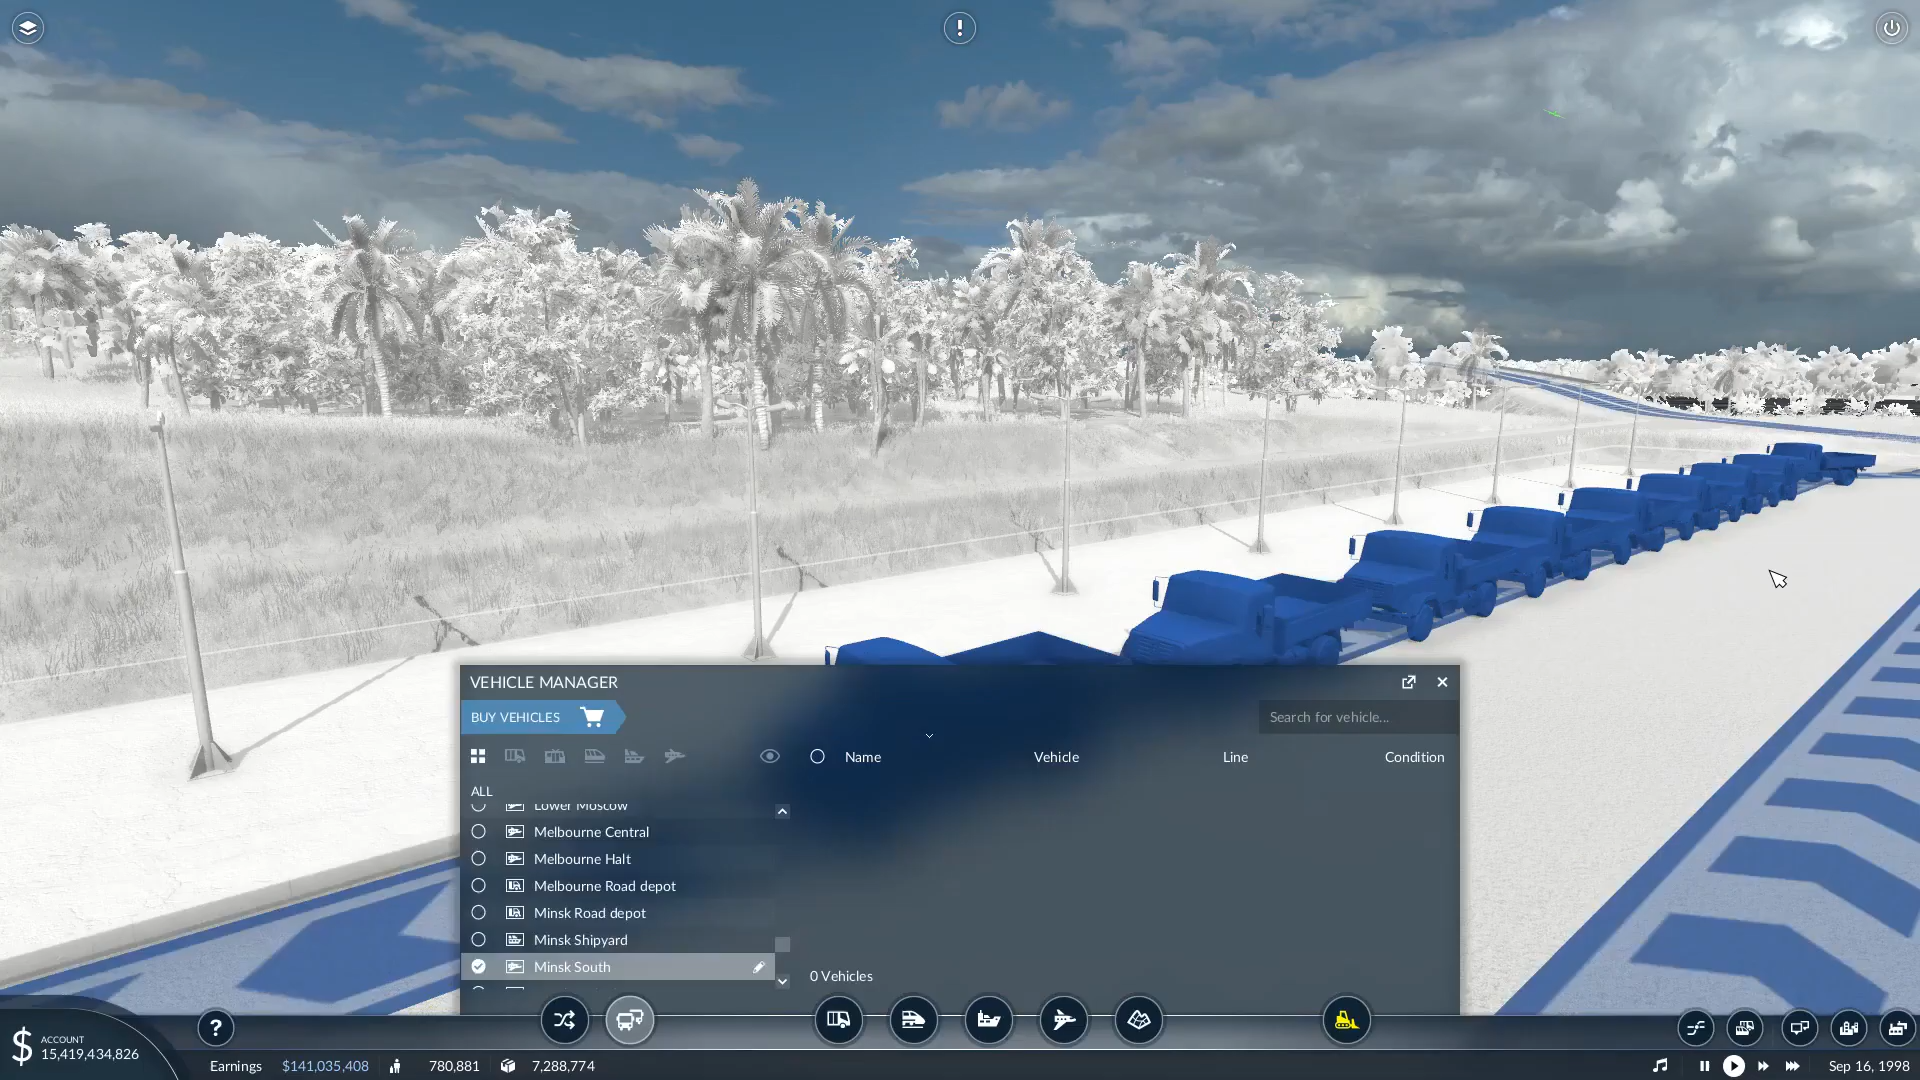 VEHICLE MANAGER
BUY VEHICLES
Search for vehicle...
Name Vehicle Line Condition
ALL
Lower Moscow
Melbourne Central
Melbourne Halt
Melbourne Road depot
Minsk Road depot
Minsk Shipyard
Minsk South
0 Vehicles
?
$ ACCOUNT
15,419,434,826
Earnings $141,035,408 780,881 7,288,774
Sep 16, 1998